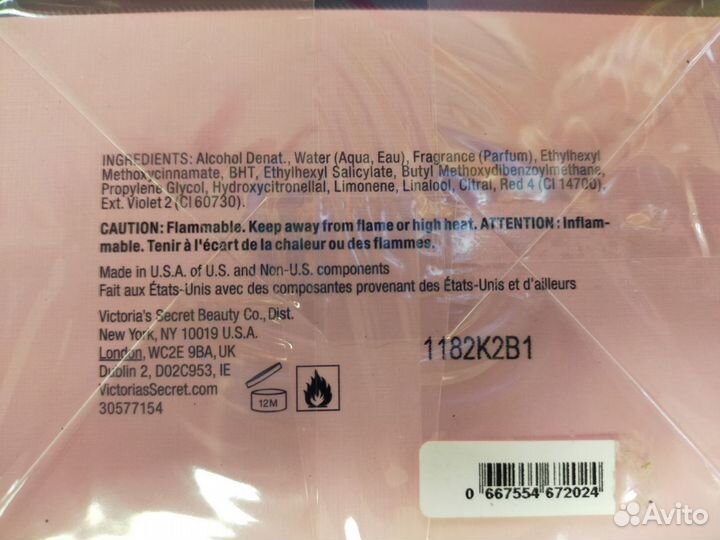 INGREDIENTS: Alcohol Denat., Water (Aqua, Eau), Fragrance (Parfum), Ethylhexyl
Methoxycinnamate, BHT, Ethylhexyl Salicylate, Butyl Methoxydibenzoylmethane,
Propylene Glycol, Hydroxycitronellal, Limonene, Linalool, Citral, Red 4 (CI 14700),
Ext. Violet 2 (CI 60730).
CAUTION: Flammable. Keep away from flame or high heat. ATTENTION : Inflam-
mable. Tenir à l'écart de la chaleur ou des flammes.
Made in U.S.A. of U.S. and Non-U.S. components
Fait aux États-Unis avec des composantes provenant des États-Unis et d'ailleurs
Victoria's Secret Beauty Co., Dist.
New York, NY 10019 U.S.A.
London, WC2E 9BA, UK
Dublin 2, D02C953, IE
VictoriasSecret.com
30577154
12M
1182K2B1
0 667554 672024
Avito